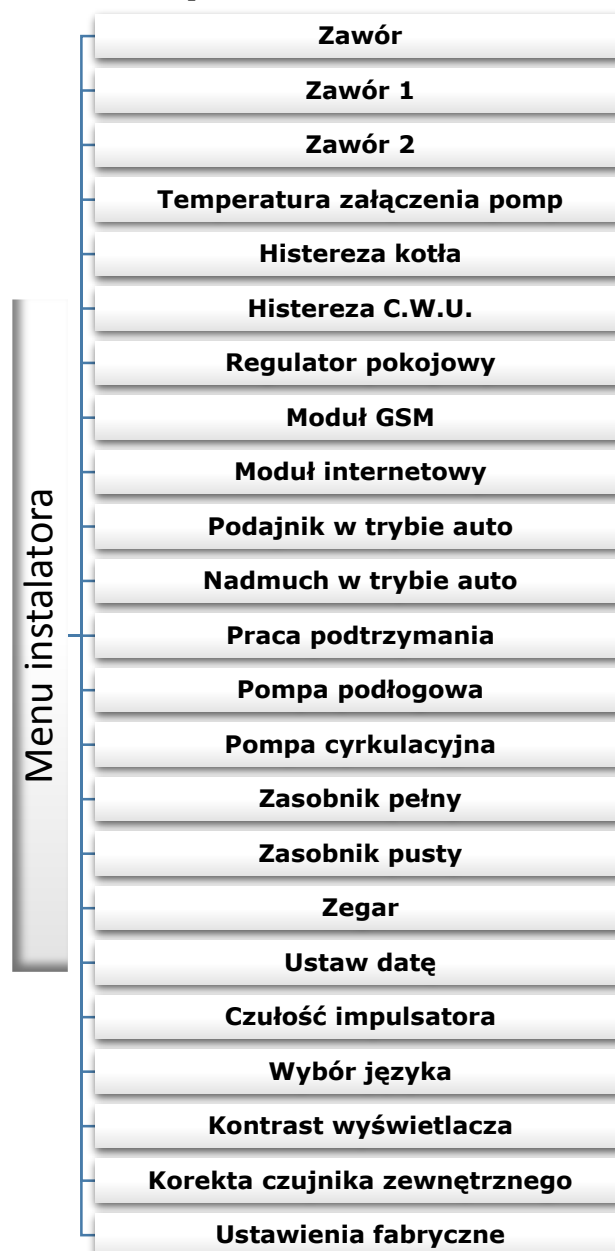 Menu instalatora
Zawór
Zawór 1
Zawór 2
Temperatura załączenia pomp
Histereza kotła
Histereza C.W.U.
Regulator pokojowy
Moduł GSM
Moduł internetowy
Podajnik w trybie auto
Nadmuch w trybie auto
Praca podtrzymania
Pompa podłogowa
Pompa cyrkulacyjna
Zasobnik pełny
Zasobnik pusty
Zegar
Ustaw datę
Czułość impulsatora
Wybór języka
Kontrast wyświetlacza
Korekta czujnika zewnętrznego
Ustawienia fabryczne